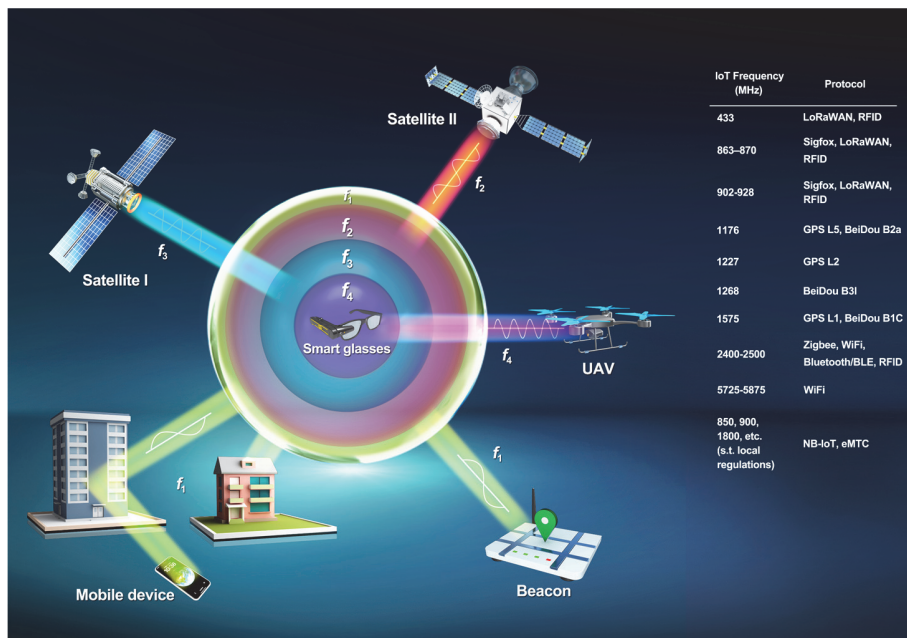 Satellite II
f2
Satellite I
f3
f1
f2
f3
f4
Smart glasses
f4
UAV
f1
f1
Mobile device
Beacon
IoT Frequency
(MHz)
Protocol
433
LoRaWAN, RFID
863–870
Sigfox, LoRaWAN,
RFID
902-928
Sigfox, LoRaWAN,
RFID
1176
GPS L5, BeiDou B2a
1227
GPS L2
1268
BeiDou B3I
1575
GPS L1, BeiDou B1C
2400-2500
Zigbee, WiFi,
Bluetooth/BLE, RFID
5725-5875
WiFi
850, 900,
1800, etc.
(s.t. local
regulations)
NB-IoT, eMTC